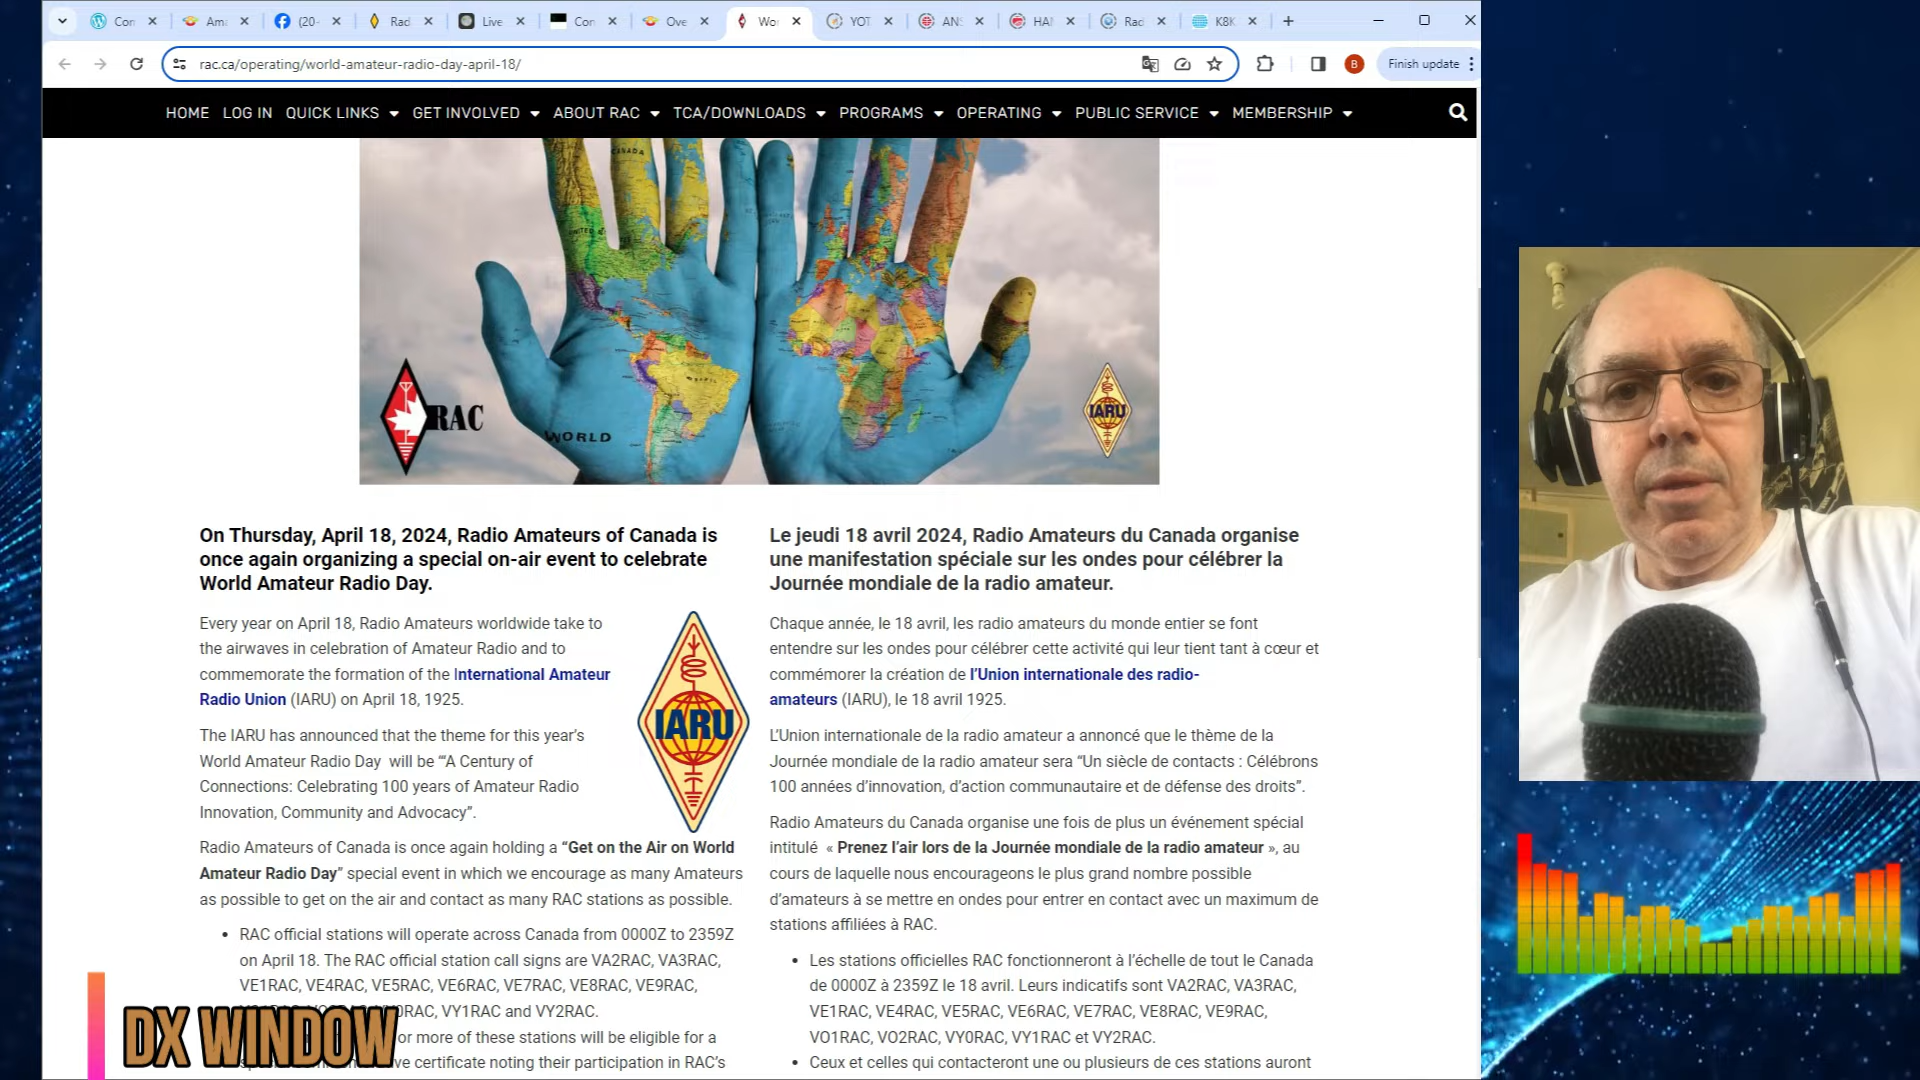 Con
Ama
(20
Rad
Live
Con
Ove
Wor
YOT
ANS
HAM
Rad
K8K
rac.ca/operating/world-amateur-radio-day-april-18/
B
Finish update
HOME
LOG IN
QUICK LINKS
GET INVOLVED
ABOUT RAC
TCA/DOWNLOADS
PROGRAMS
OPERATING
PUBLIC SERVICE
MEMBERSHIP
CANADA
RAC
WORLD
IARU
On Thursday, April 18, 2024, Radio Amateurs of Canada is
once again organizing a special on-air event to celebrate
World Amateur Radio Day.
Every year on April 18, Radio Amateurs worldwide take to
the airwaves in celebration of Amateur Radio and to
commemorate the formation of the International Amateur
Radio Union (IARU) on April 18, 1925.
The IARU has announced that the theme for this year's
World Amateur Radio Day will be "“A Century of
Connections: Celebrating 100 years of Amateur Radio
Innovation, Community and Advocacy”.
IARU
Radio Amateurs of Canada is once again holding a “Get on the Air on World
Amateur Radio Day” special event in which we encourage as many Amateurs
as possible to get on the air and contact as many RAC stations as possible.
• RAC official stations will operate across Canada from 0000Z to 2359Z
on April 18. The RAC official station call signs are VA2RAC, VA3RAC,
VE1RAC, VE4RAC, VE5RAC, VE6RAC, VE7RAC, VE8RAC, VE9RAC,
0RAC, VY1RAC and VY2RAC.
or more of these stations will be eligible for a
ve certificate noting their participation in RAC's
Le jeudi 18 avril 2024, Radio Amateurs du Canada organise
une manifestation spéciale sur les ondes pour célébrer la
Journée mondiale de la radio amateur.
Chaque année, le 18 avril, les radio amateurs du monde entier se font
entendre sur les ondes pour célébrer cette activité qui leur tient tant à cœur et
commémorer la création de l’Union internationale des radio-
amateurs (IARU), le 18 avril 1925.
L’Union internationale de la radio amateur a annoncé que le thème de la
Journée mondiale de la radio amateur sera “Un siècle de contacts : Célébrons
100 années d’innovation, d’action communautaire et de défense des droits”.
Radio Amateurs du Canada organise une fois de plus un événement spécial
intitulé « Prenez l’air lors de la Journée mondiale de la radio amateur », au
cours de laquelle nous encourageons le plus grand nombre possible
d’amateurs à se mettre en ondes pour entrer en contact avec un maximum de
stations affiliées à RAC.
• Les stations officielles RAC fonctionneront à l’échelle de tout le Canada
de 0000Z à 2359Z le 18 avril. Leurs indicatifs sont VA2RAC, VA3RAC,
VE1RAC, VE4RAC, VE5RAC, VE6RAC, VE7RAC, VE8RAC, VE9RAC,
VO1RAC, VO2RAC, VY0RAC, VY1RAC et VY2RAC.
• Ceux et celles qui contacteront une ou plusieurs de ces stations auront
DX WINDOW